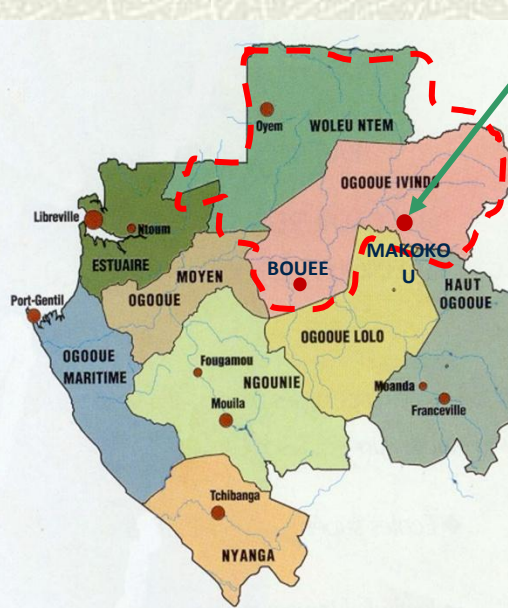 Oyem
WOLEU NTEM
OGOOUE IVINDO
Libreville
Ntoum
MAKOKO
U
ESTUAIRE
BOUEE
MOYEN
OGOOUE
HAUT
OGOOUE
Port-Gentil
OGOOUE LOLO
OGOOUE
MARITIME
Fougamou
NGOUNIE
Moanda
Franceville
Mouila
Tchibanga
NYANGA